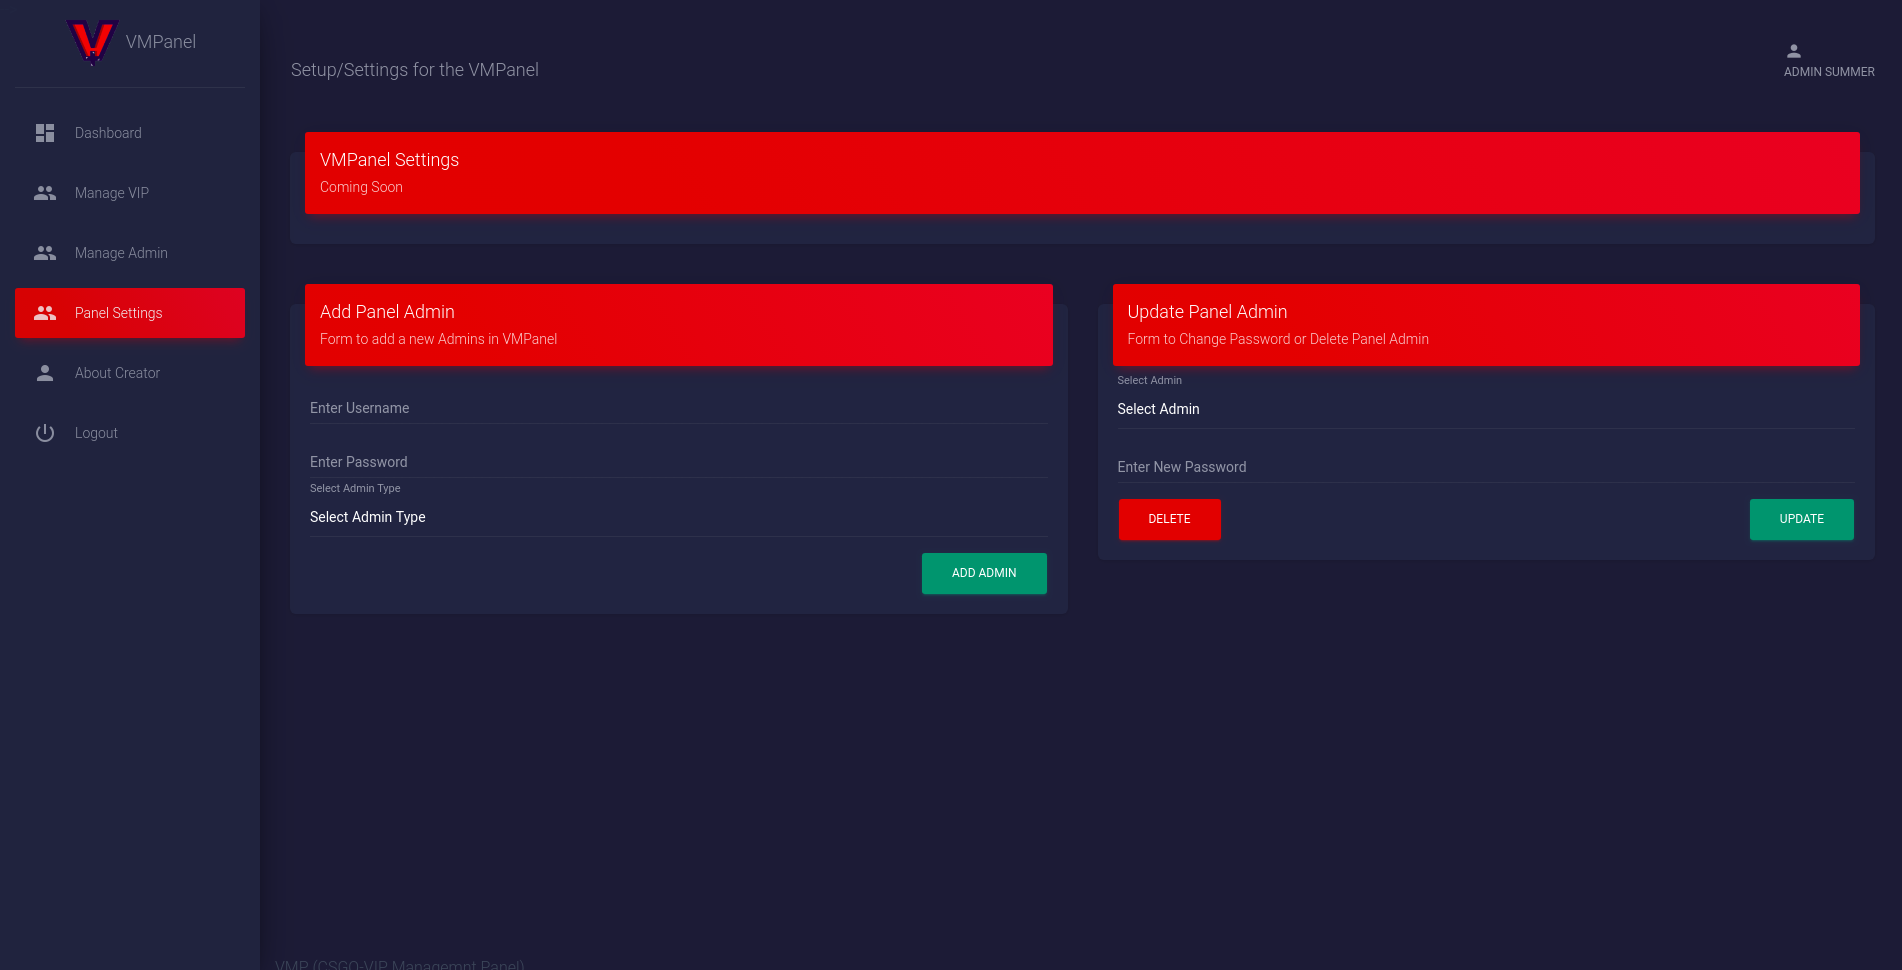 VMPanel
Dashboard
Manage VIP
Manage Admin
Panel Settings
About Creator
Logout
Setup/Settings for the VMPanel
ADMIN SUMMER
VMPanel Settings
Coming Soon
Add Panel Admin
Form to add a new Admins in VMPanel
Enter Username
Enter Password
Select Admin Type
Select Admin Type
ADD ADMIN
Update Panel Admin
Form to Change Password or Delete Panel Admin
Select Admin
Select Admin
Enter New Password
DELETE
UPDATE
VMP (CSGO-VIP Managemnt Panel)